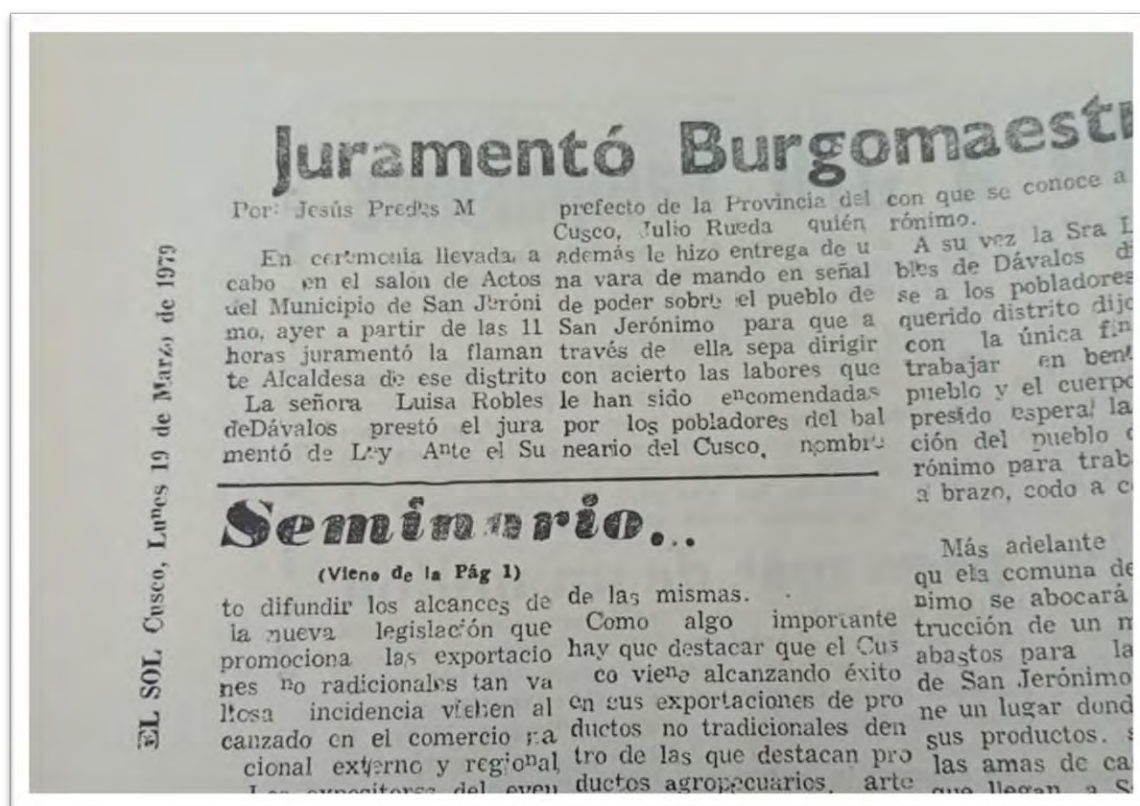 EL SOL Cusco, Lunes 19 de Marzo de 1979
Juramentó Burgomaestr
Por: Jesús Predes M
En ceremonia llevada a
cabo en el salon de Actos
del Municipio de San Jeróni
mo, ayer a partir de las 11
horas juramentó la flaman
te Alcaldesa de ese distrito
La señora Luisa Robles
deDávalos prestó el jura
mentó de Ley Ante el Su
prefecto de la Provincia del
Cusco, Julio Rueda quién
además le hizo entrega de u
na vara de mando en señal
de poder sobre el pueblo de
San Jerónimo para que a
través de ella sepa dirigir
con acierto las labores que
le han sido encomendadas
por los pobladores del bal
neario del Cusco, nombre
con que se conoce a
rónimo.
A su vez la Sra L
bles de Dávalos di
se a los pobladores
querido distrito dijo
con la única fin
trabajar en ben
pueblo y el cuerpo
presido espera la
ción del pueblo
rónimo para trab
a brazo, codo a c
Más adelante
qu ela comuna de
nimo se abocará
trucción de un m
abastos para la
de San Jerónimo
ne un lugar dond
sus productos.
las amas de ca
que llegan a S
Seminario...
(Viene de la Pág 1)
to difundir los alcances de
la nueva legislación que
promociona las exportacio
nes no radicionales tan va
liosa incidencia vienen al
canzado en el comercio na
cional externo y regional
Los expositores del even
de las mismas.
Como algo importante
hay que destacar que el Cus
co viene alcanzando éxito
en sus exportaciones de pro
ductos no tradicionales den
tro de las que destacan pro
ductos agropecuarios, arte